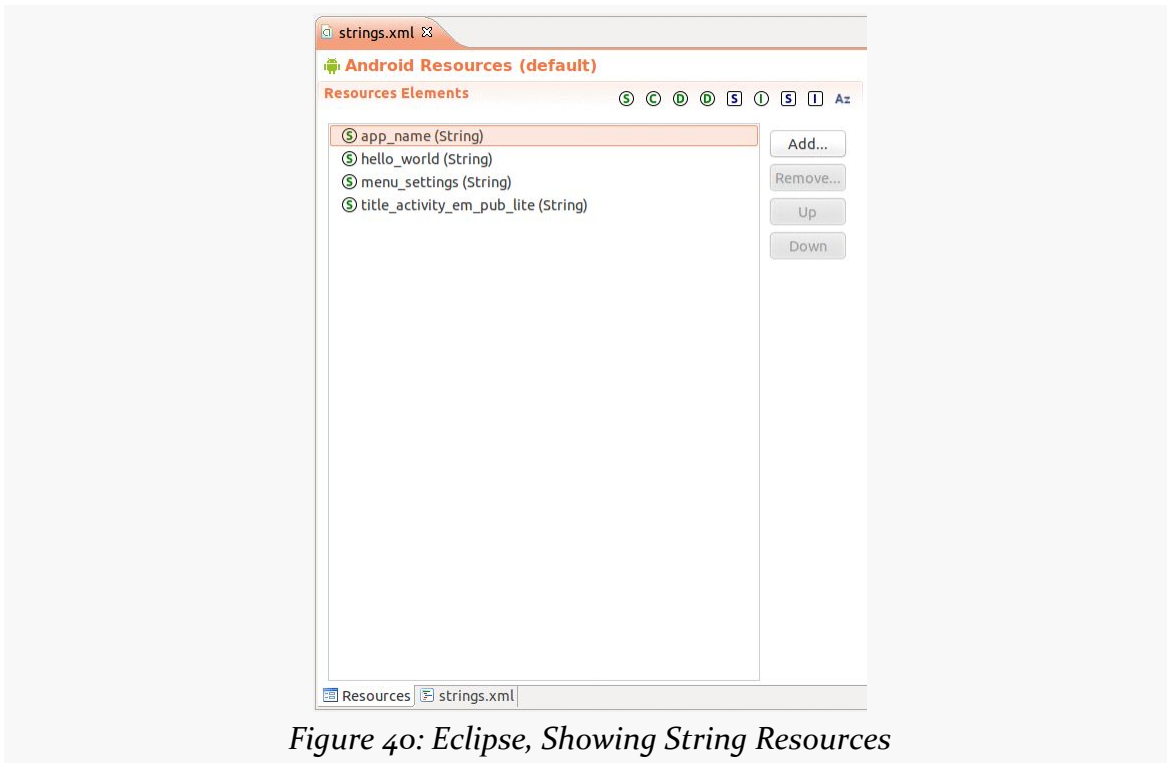 strings.xml
Android Resources (default)
Resources Elements
S C D D S I S I Az
S app_name (String)
S hello_world (String)
S menu_settings (String)
S title_activity_em_pub_lite (String)
Add...
Remove...
Up
Down
Resources strings.xml
Figure 40: Eclipse, Showing String Resources